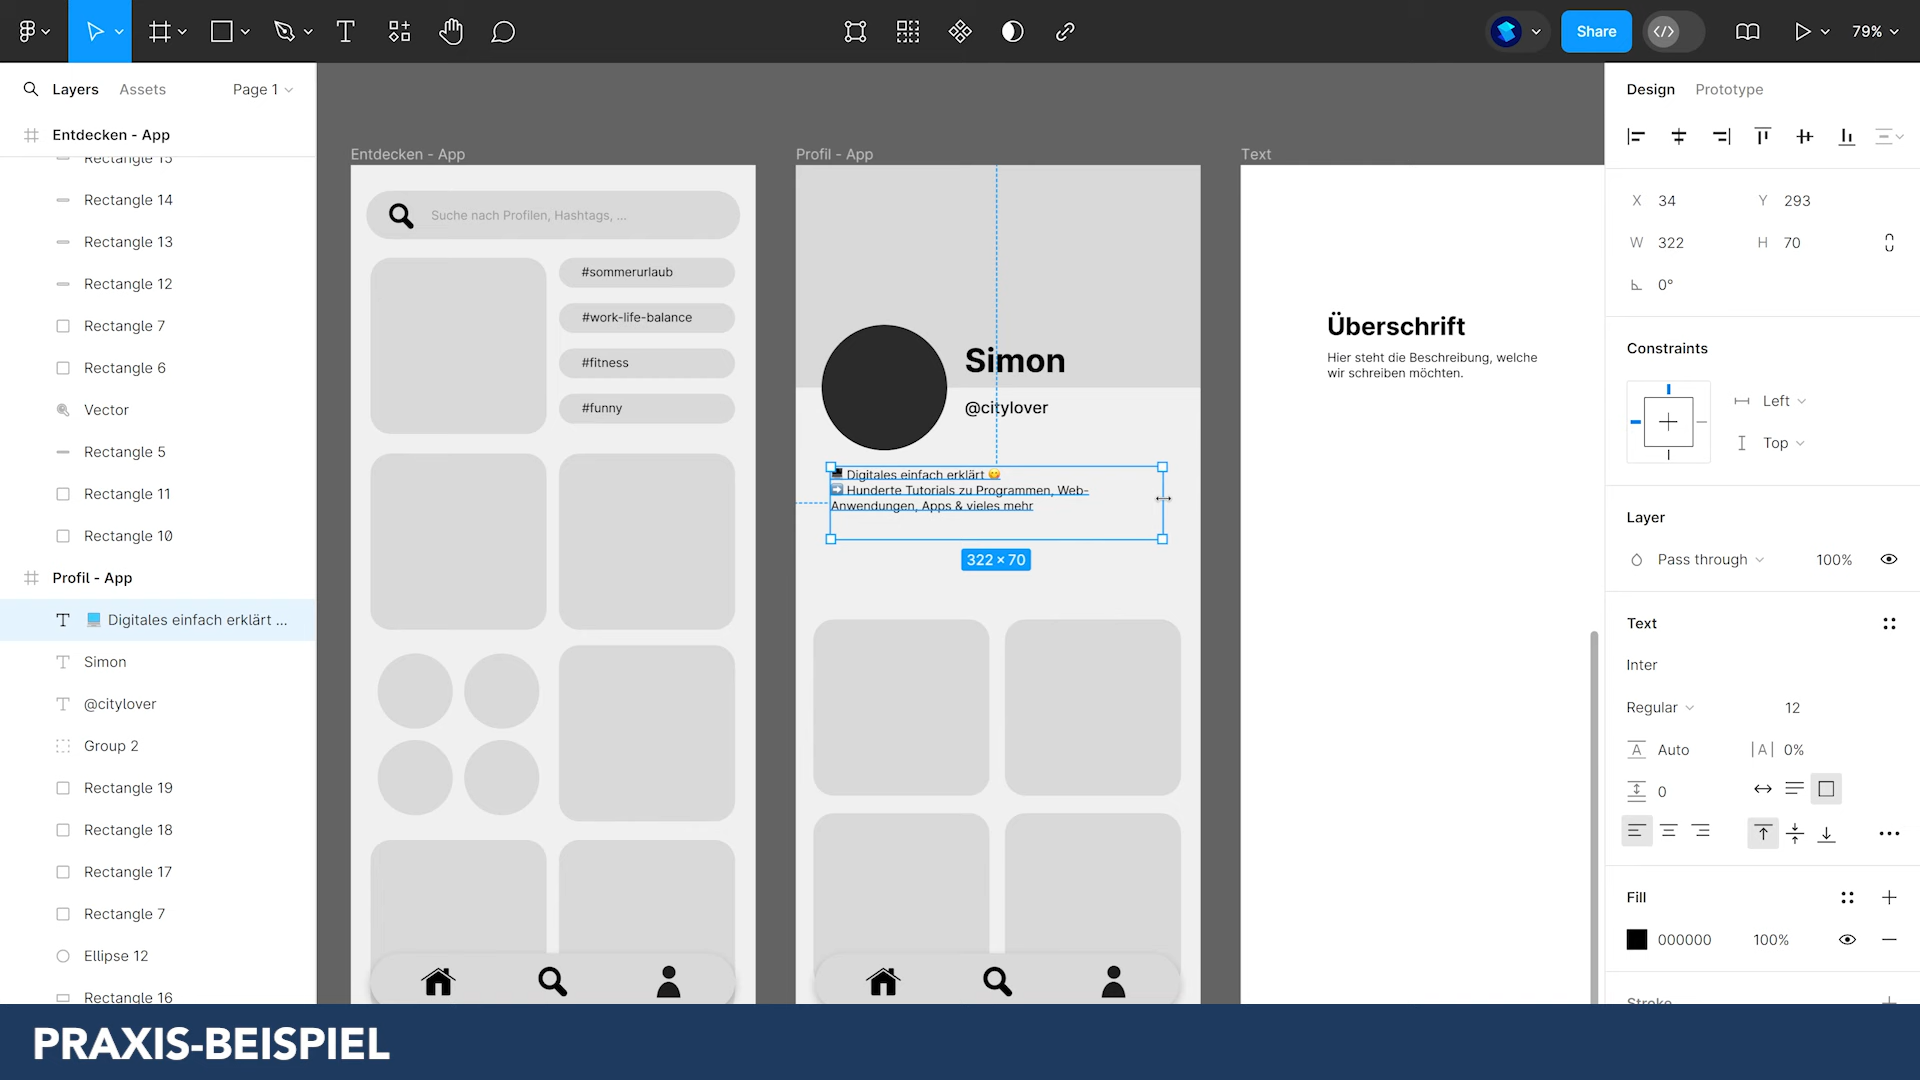 Share
79%
Layers
Assets
Page 1
Entdecken - App
Rectangle 15
Rectangle 14
Rectangle 13
Rectangle 12
Rectangle 7
Rectangle 6
Vector
Rectangle 5
Rectangle 11
Rectangle 10
Profil - App
Digitales einfach erklärt ...
Simon
@citylover
Group 2
Rectangle 19
Rectangle 18
Rectangle 17
Rectangle 7
Ellipse 12
Rectangle 16
Entdecken - App
Suche nach Profilen, Hashtags, ...
#sommerurlaub
#work-life-balance
#fitness
#funny
Profil - App
Simon
@citylover
💻 Digitales einfach erklärt 😋
➡️ Hunderte Tutorials zu Programmen, Web-
Anwendungen, Apps & vieles mehr
322 × 70
Text
Überschrift
Hier steht die Beschreibung, welche
wir schreiben möchten.
Design
Prototype
X 34
Y 293
W 322
H 70
0°
Constraints
Left
Top
Layer
Pass through
100%
Text
Inter
Regular
12
A Auto
|A| 0%
0
Fill
000000
100%
Stroke
PRAXIS-BEISPIEL